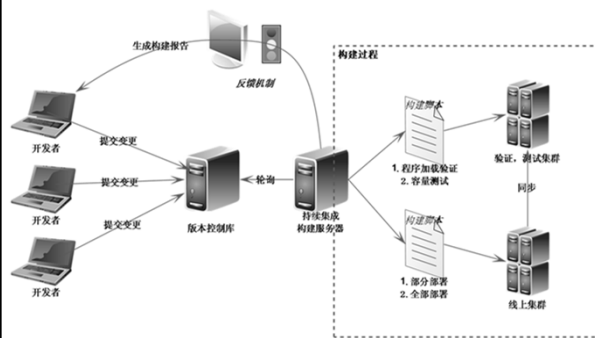 构建过程
生成构建报告
反馈机制
构建脚本
开发者
提交变更
1.程序加载验证
2.容量测试
验证，测试集群
提交变更
轮询
同步
开发者
版本控制库
持续集成
构建服务器
构建脚本
提交变更
开发者
1.部分部署
2.全部部署
线上集群